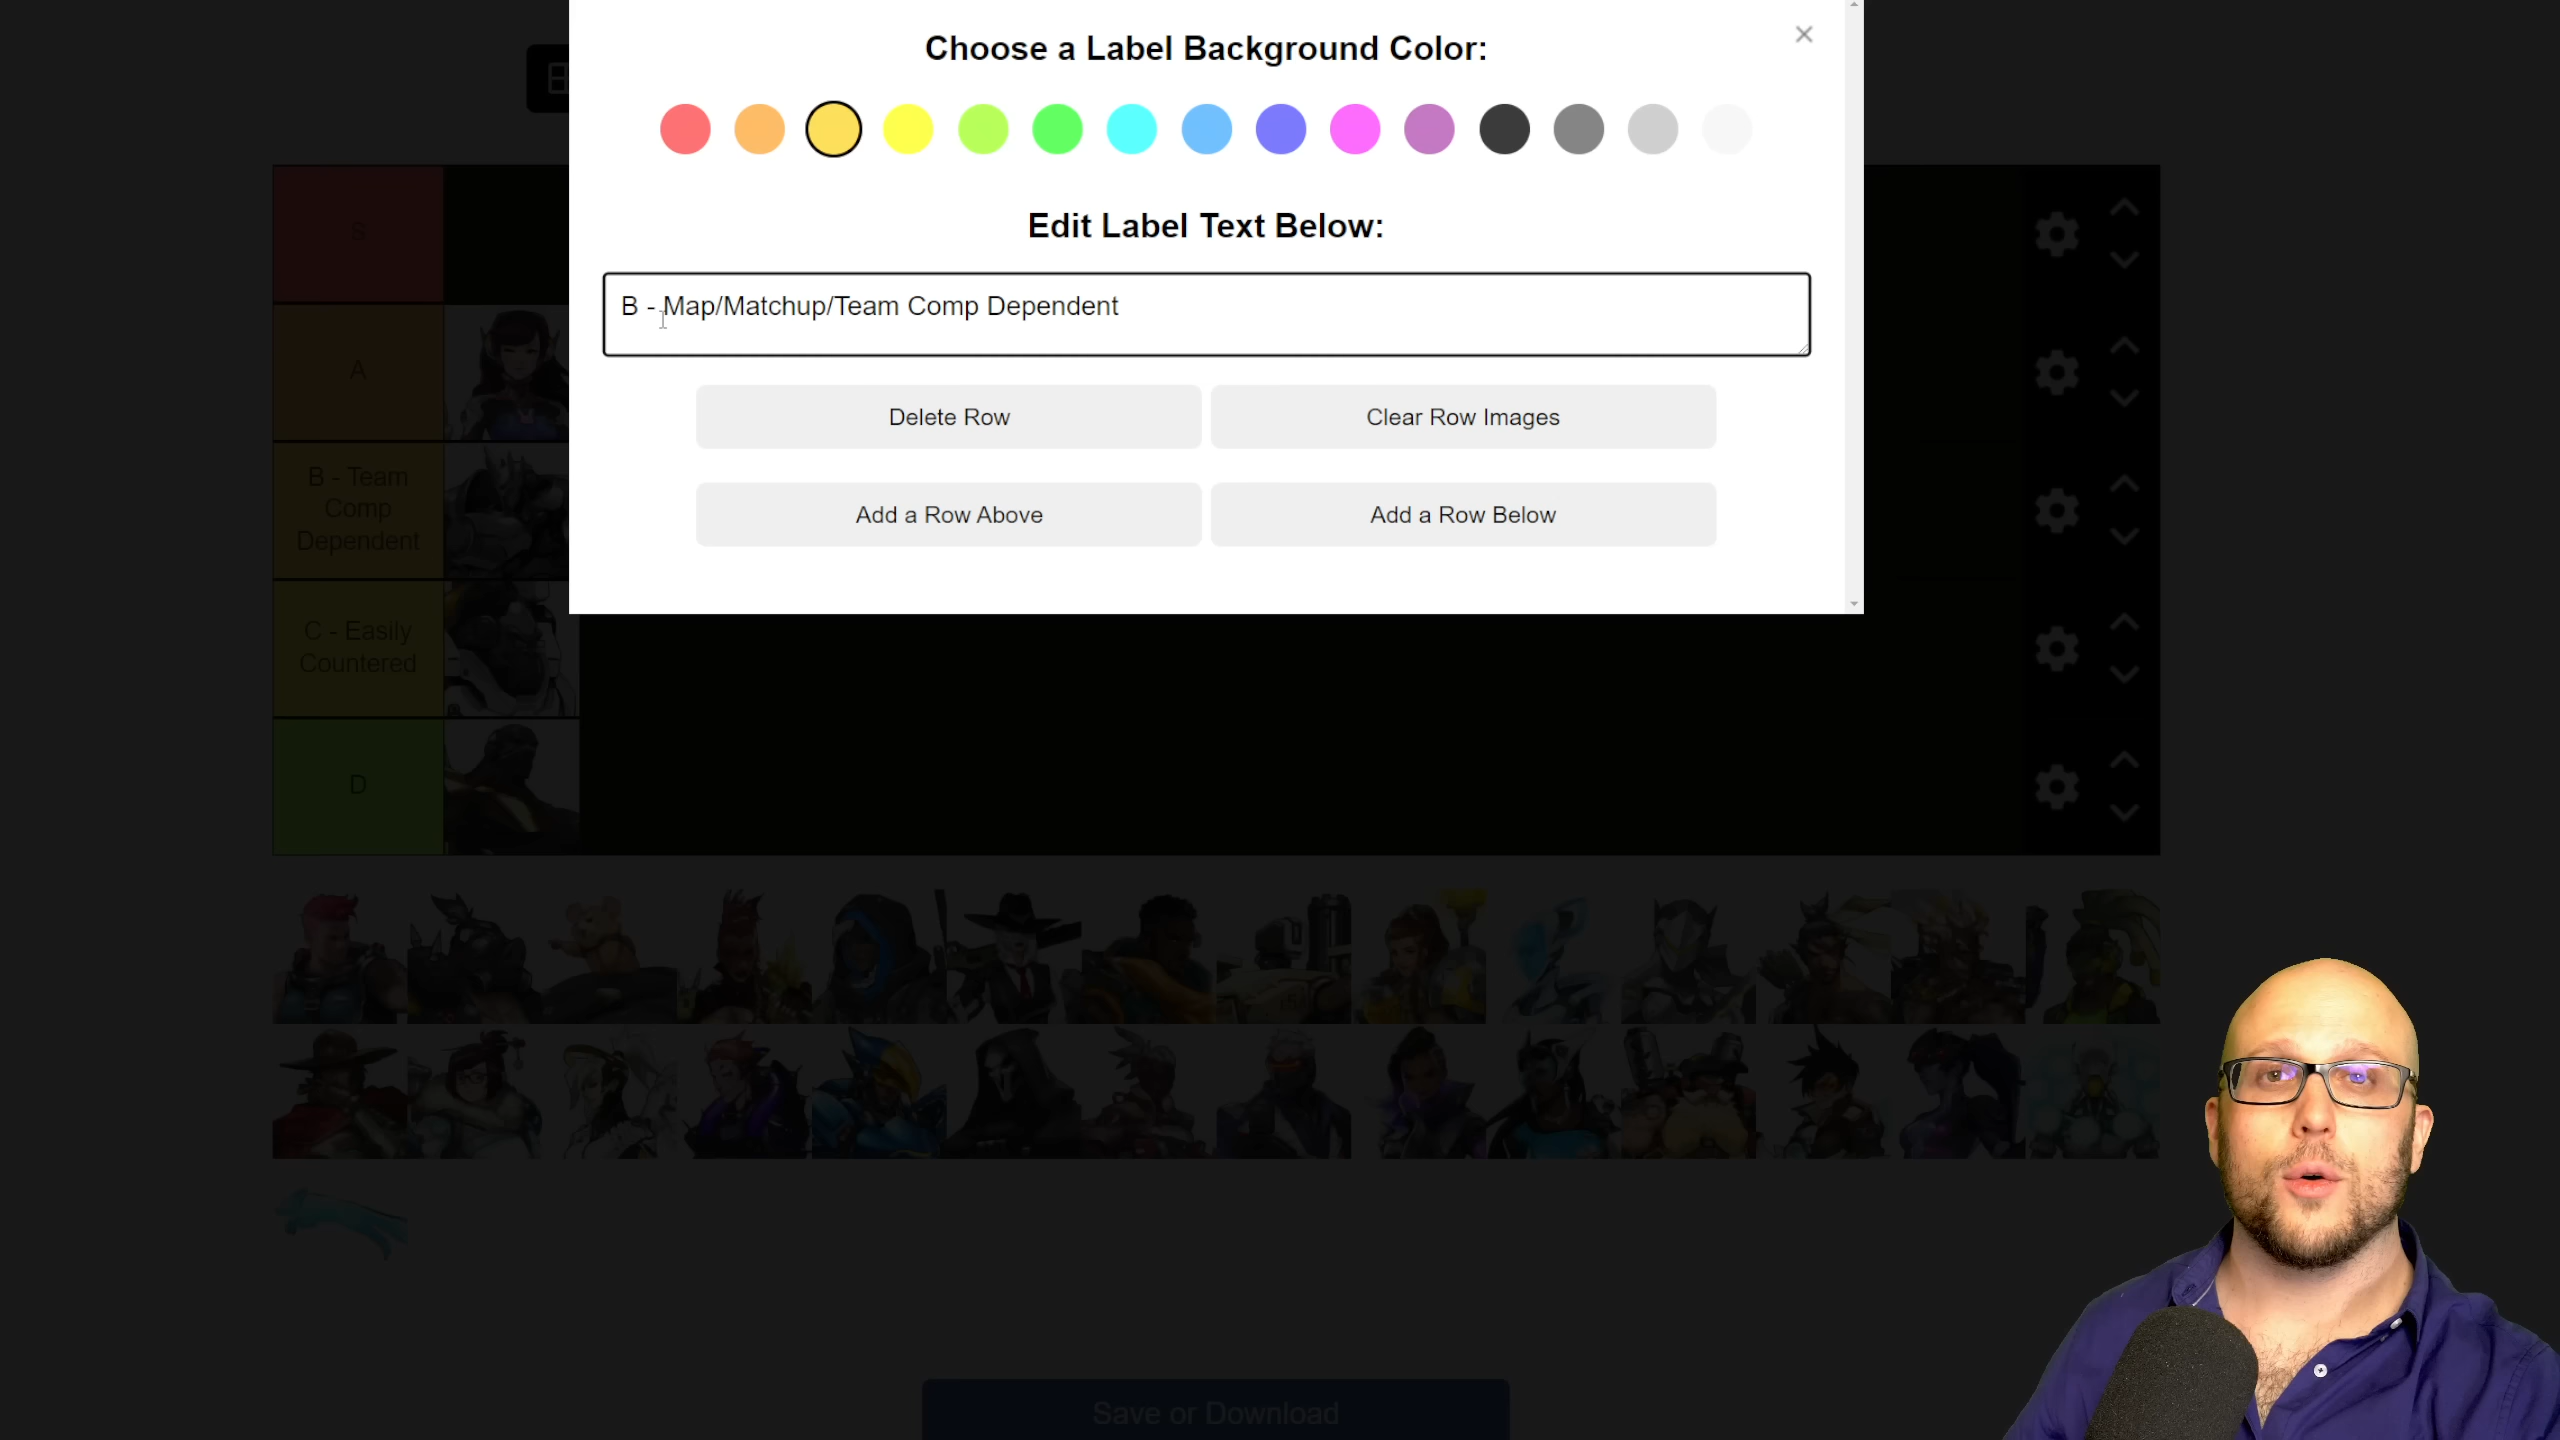 Choose a Label Background Color:
×
Edit Label Text Below:
B - Map/Matchup/Team Comp Dependent
Delete Row
Clear Row Images
Add a Row Above
Add a Row Below
S
A
B - Team
Comp
Dependent
C - Easily
Countered
D
Save or Download